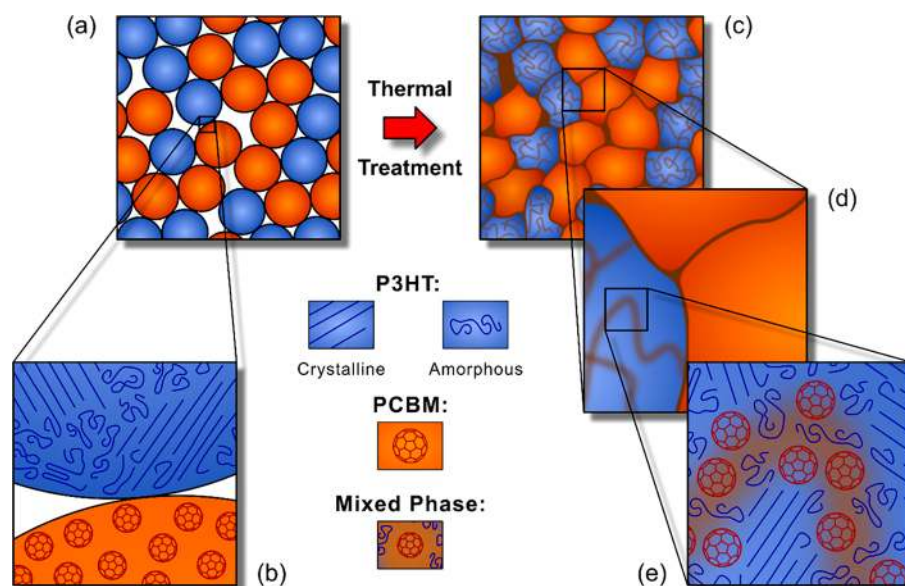 (a)
(c)
Thermal
Treatment
(d)
P3HT:
Crystalline
Amorphous
PCBM:
Mixed Phase:
(b)
(e)